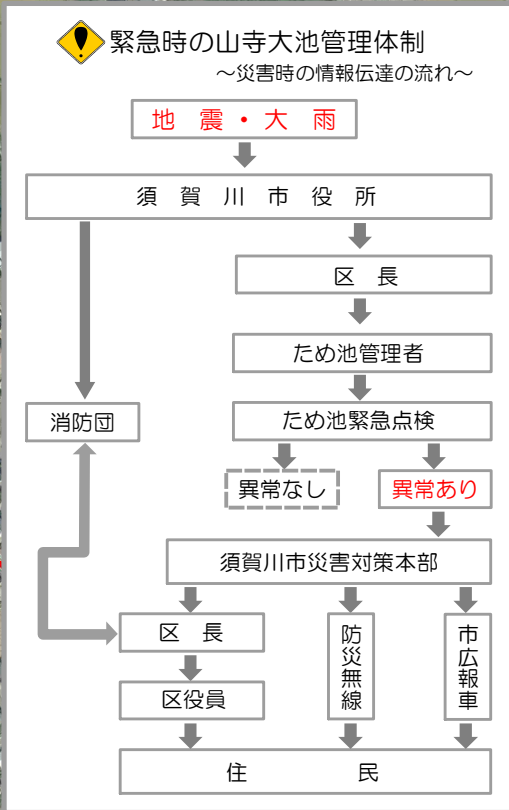 緊急時の山寺大池管理体制
～災害時の情報伝達の流れ～
地 震・大 雨
須 賀 川 市 役 所
区 長
ため池管理者
消防団
ため池緊急点検
異常なし
異常あり
須賀川市災害対策本部
区 長
防災無線
市広報車
区役員
住 民